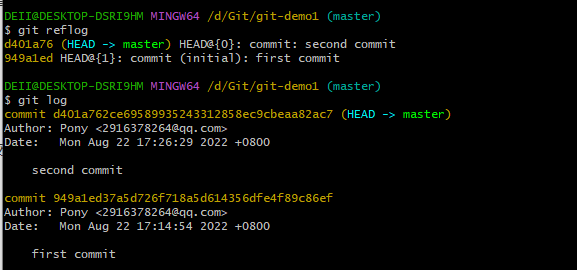 DEII@DESKTOP-DSRI9HM MINGW64 /d/Git/git-demo1 (master)
$ git reflog
d401a76 (HEAD -> master) HEAD@{0}: commit: second commit
949a1ed HEAD@{1}: commit (initial): first commit
DEII@DESKTOP-DSRI9HM MINGW64 /d/Git/git-demo1 (master)
$ git log
commit d401a762ce69589935243312858ec9cbeaa82ac7 (HEAD -> master)
Author: Pony <2916378264@qq.com>
Date:   Mon Aug 22 17:26:29 2022 +0800
    second commit
commit 949a1ed37a5d726f718a5d614356dfe4f89c86ef
Author: Pony <2916378264@qq.com>
Date:   Mon Aug 22 17:14:54 2022 +0800
    first commit